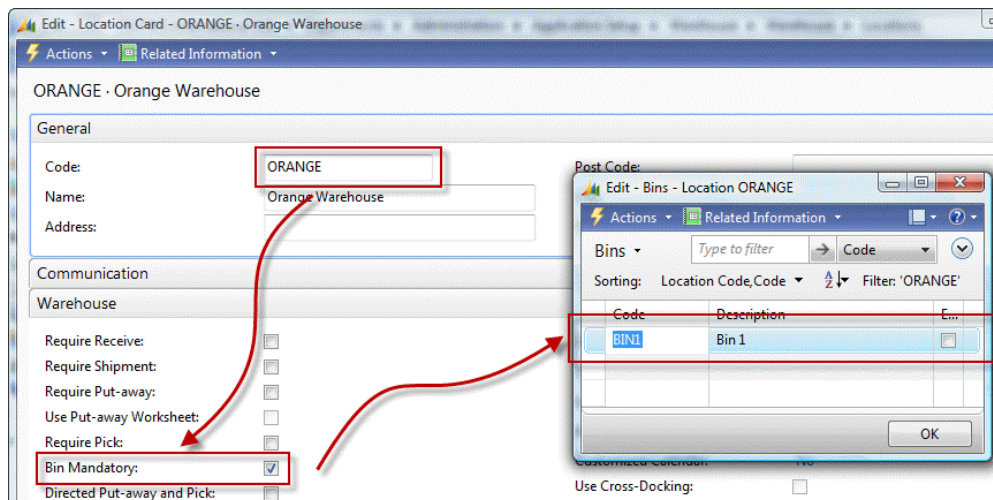 Edit - Location Card - ORANGE · Orange Warehouse
Actions Related Information
ORANGE · Orange Warehouse
General
Code: ORANGE Post Code:
Name: Orange Warehouse
Address:
Communication
Warehouse
Require Receive:
Require Shipment:
Require Put-away:
Use Put-away Worksheet:
Require Pick:
Bin Mandatory:
Directed Put-away and Pick:
Edit - Bins - Location ORANGE
Actions Related Information
Bins Type to filter Code
Sorting: Location Code,Code Filter: 'ORANGE'
Code Description E...
BIN1 Bin 1
OK
Customized Calendar: No
Use Cross-Docking: